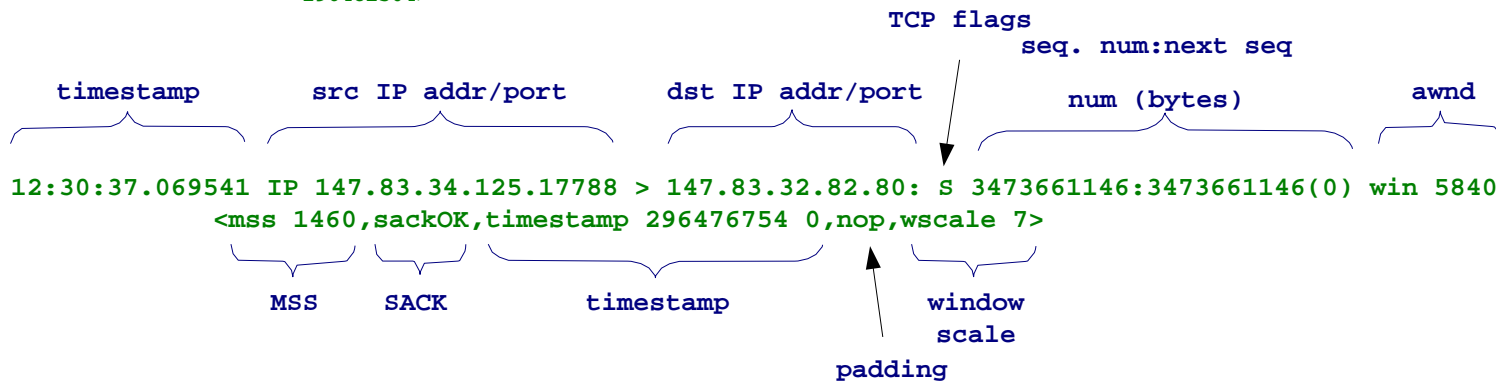 TCP flags
seq. num:next seq
timestamp src IP addr/port dst IP addr/port num (bytes) awnd
12:30:37.069541 IP 147.83.34.125.17788 > 147.83.32.82.80: S 3473661146:3473661146(0) win 5840
<mss 1460,sackOK,timestamp 296476754 0,nop,wscale 7>
MSS SACK timestamp window
scale
padding